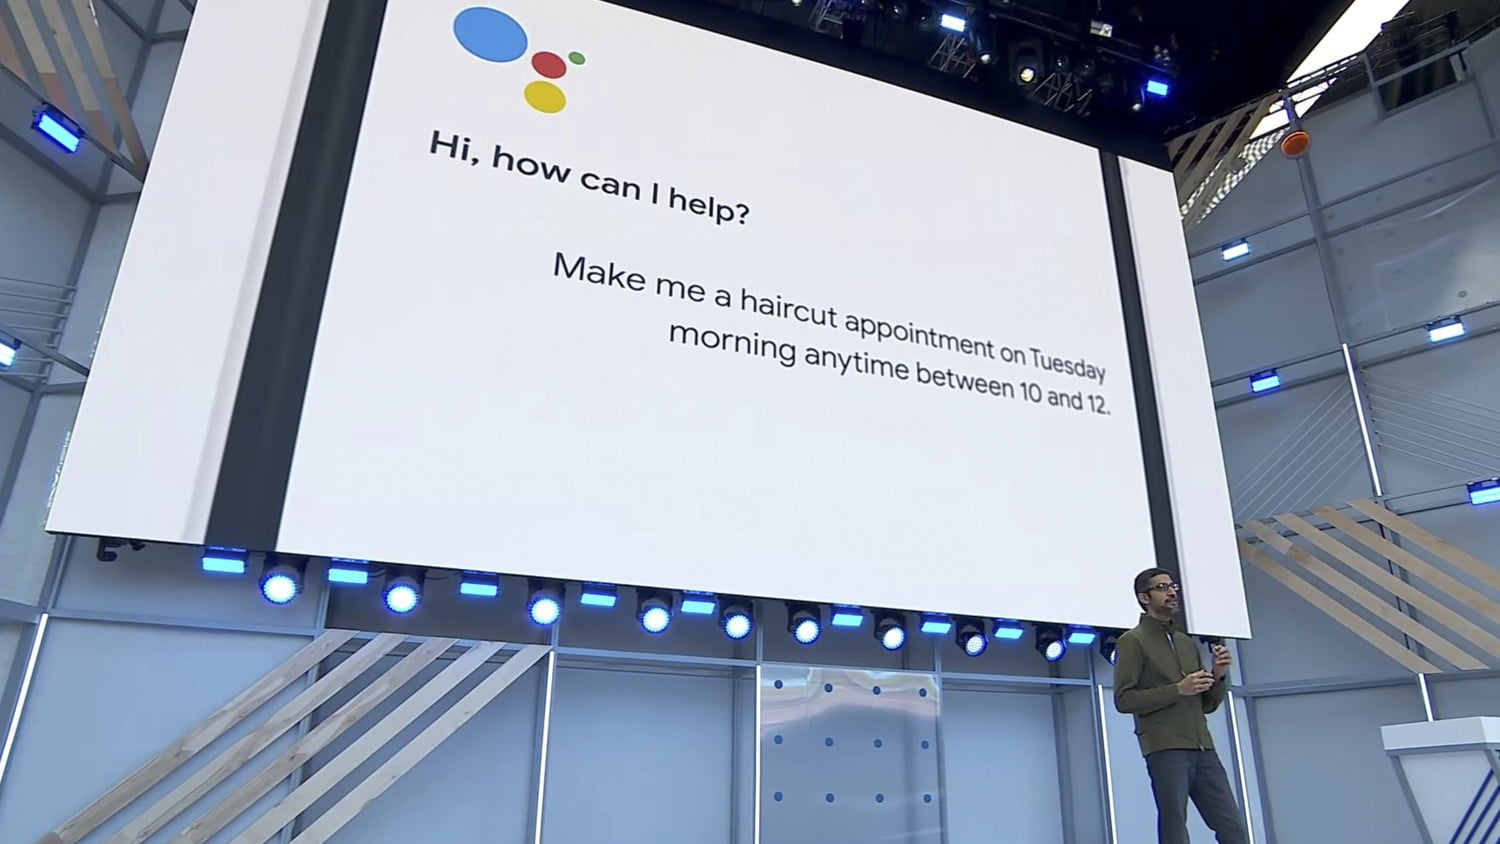 Hi, how can I help?
Make me a haircut appointment on Tuesday
morning anytime between 10 and 12.